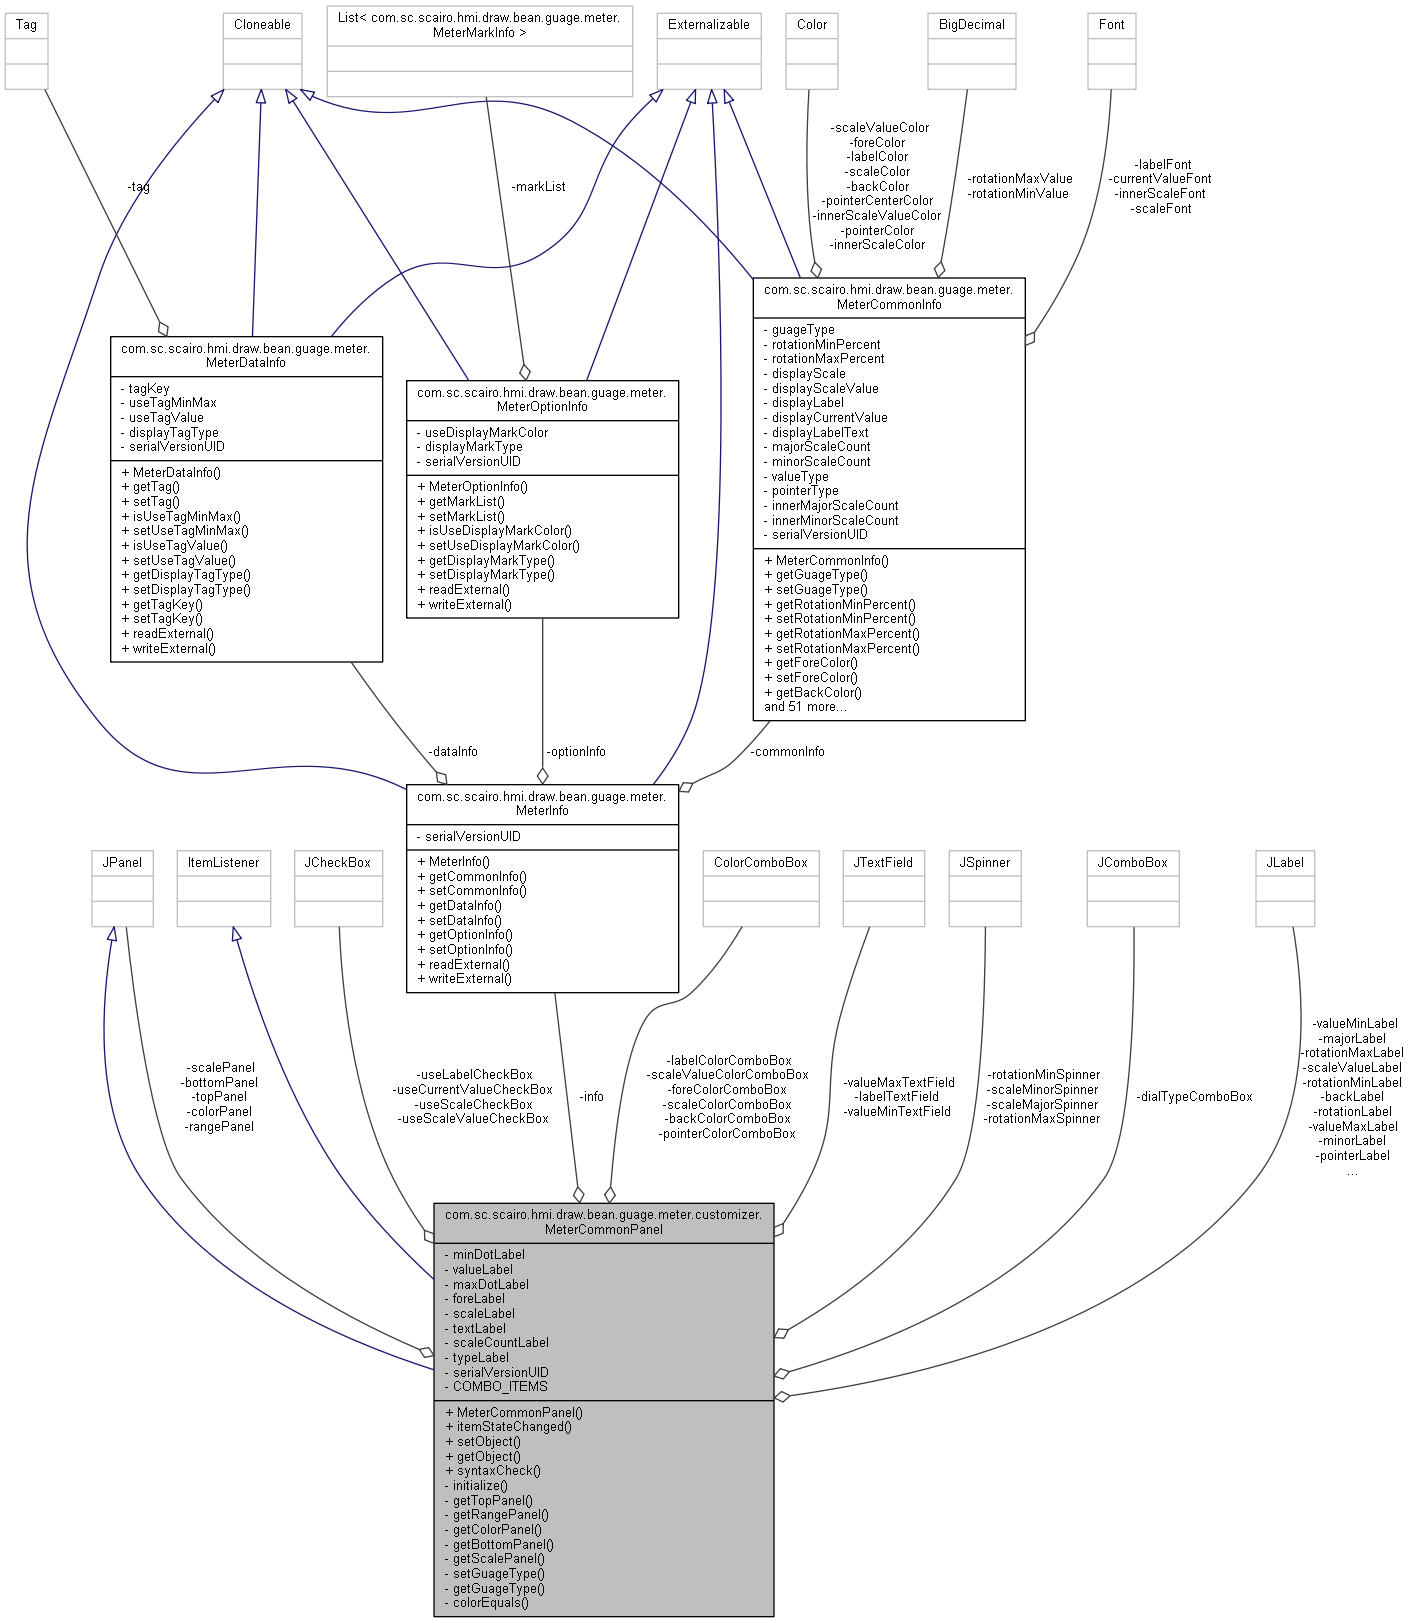 Tag
Cloneable
List< com.sc.scairo.hmi.draw.bean.guage.meter.
MeterMarkInfo >
Externalizable
Color
BigDecimal
Font
-tag
-markList
-scaleValueColor
-foreColor
-labelColor
-scaleColor
-backColor
-pointerCenterColor
-innerScaleValueColor
-pointerColor
-innerScaleColor
-rotationMaxValue
-rotationMinValue
-labelFont
-currentValueFont
-innerScaleFont
-scaleFont
com.sc.scairo.hmi.draw.bean.guage.meter.
MeterDataInfo
- tagKey
- useTagMinMax
- useTagValue
- displayTagType
- serialVersionUID
+ MeterDataInfo()
+ getTag()
+ setTag()
+ isUseTagMinMax()
+ setUseTagMinMax()
+ isUseTagValue()
+ setUseTagValue()
+ getDisplayTagType()
+ setDisplayTagType()
+ getTagKey()
+ setTagKey()
+ readExternal()
+ writeExternal()
com.sc.scairo.hmi.draw.bean.guage.meter.
MeterOptionInfo
- useDisplayMarkColor
- displayMarkType
- serialVersionUID
+ MeterOptionInfo()
+ getMarkList()
+ setMarkList()
+ isUseDisplayMarkColor()
+ setUseDisplayMarkColor()
+ getDisplayMarkType()
+ setDisplayMarkType()
+ readExternal()
+ writeExternal()
com.sc.scairo.hmi.draw.bean.guage.meter.
MeterCommonInfo
- guageType
- rotationMinPercent
- rotationMaxPercent
- displayScale
- displayScaleValue
- displayLabel
- displayCurrentValue
- displayLabelText
- majorScaleCount
- minorScaleCount
- valueType
- pointerType
- innerMajorScaleCount
- innerMinorScaleCount
- serialVersionUID
+ MeterCommonInfo()
+ getGuageType()
+ setGuageType()
+ getRotationMinPercent()
+ setRotationMinPercent()
+ getRotationMaxPercent()
+ setRotationMaxPercent()
+ getForeColor()
+ setForeColor()
+ getBackColor()
and 51 more...
-dataInfo
-optionInfo
-commonInfo
com.sc.scairo.hmi.draw.bean.guage.meter.
MeterInfo
- serialVersionUID
+ MeterInfo()
+ getCommonInfo()
+ setCommonInfo()
+ getDataInfo()
+ setDataInfo()
+ getOptionInfo()
+ setOptionInfo()
+ readExternal()
+ writeExternal()
JPanel
ItemListener
JCheckBox
ColorComboBox
JTextField
JSpinner
JComboBox
JLabel
-scalePanel
-bottomPanel
-topPanel
-colorPanel
-rangePanel
-useLabelCheckBox
-useCurrentValueCheckBox
-useScaleCheckBox
-useScaleValueCheckBox
-info
-labelColorComboBox
-scaleValueColorComboBox
-foreColorComboBox
-scaleColorComboBox
-backColorComboBox
-pointerColorComboBox
-valueMaxTextField
-labelTextField
-valueMinTextField
-rotationMinSpinner
-scaleMinorSpinner
-scaleMajorSpinner
-rotationMaxSpinner
-dialTypeComboBox
-valueMinLabel
-majorLabel
-rotationMaxLabel
-scaleValueLabel
-rotationMinLabel
-backLabel
-rotationLabel
-valueMaxLabel
-minorLabel
-pointerLabel
...
com.sc.scairo.hmi.draw.bean.guage.meter.customizer.
MeterCommonPanel
- minDotLabel
- valueLabel
- maxDotLabel
- foreLabel
- scaleLabel
- textLabel
- scaleCountLabel
- typeLabel
- serialVersionUID
- COMBO_ITEMS
+ MeterCommonPanel()
+ itemStateChanged()
+ setObject()
+ getObject()
+ syntaxCheck()
- initialize()
- getTopPanel()
- getRangePanel()
- getColorPanel()
- getBottomPanel()
- getScalePanel()
- setGuageType()
- getGuageType()
- colorEquals()